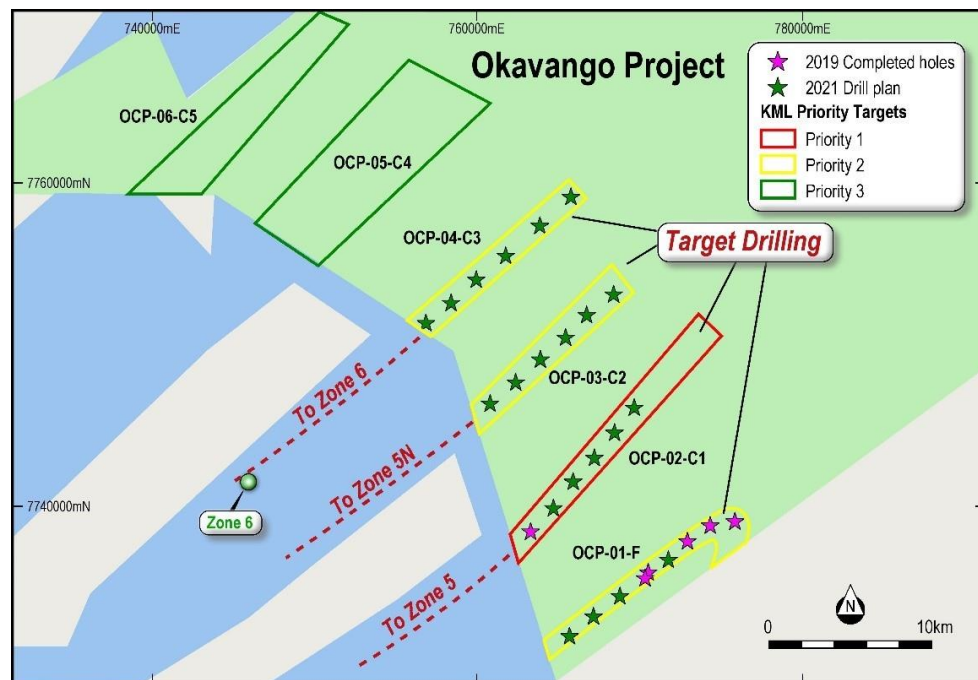 740000mE
760000mE
780000mE
Okavango Project
2019 Completed holes
2021 Drill plan
KML Priority Targets
Priority 1
Priority 2
Priority 3
OCP-06-C5
OCP-05-C4
7760000mN
7760000mN
OCP-04-C3
Target Drilling
OCP-03-C2
To Zone 6
OCP-02-C1
To Zone 5N
Zone 6
7740000mN
7740000mN
OCP-01-F
To Zone 5
N
0
10km